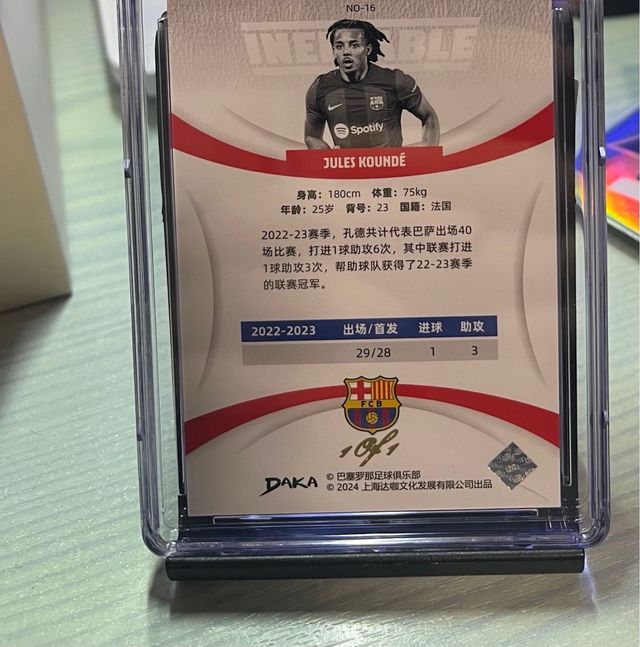 NO-16
Spotify
JULES KOUNDÉ
身高：180cm 体重：75kg
年龄：25岁 背号：23 国籍：法国
2022-23赛季，孔德共计代表巴萨出场40
场比赛，打进1球助攻6次，其中联赛打进
1球助攻3次，帮助球队获得了22-23赛季
的联赛冠军。
2022-2023 出场/首发 进球 助攻
29/28 1 3
FCB
1 Of 1
DAKA
© 巴塞罗那足球俱乐部
© 2024 上海达咖文化发展有限公司出品